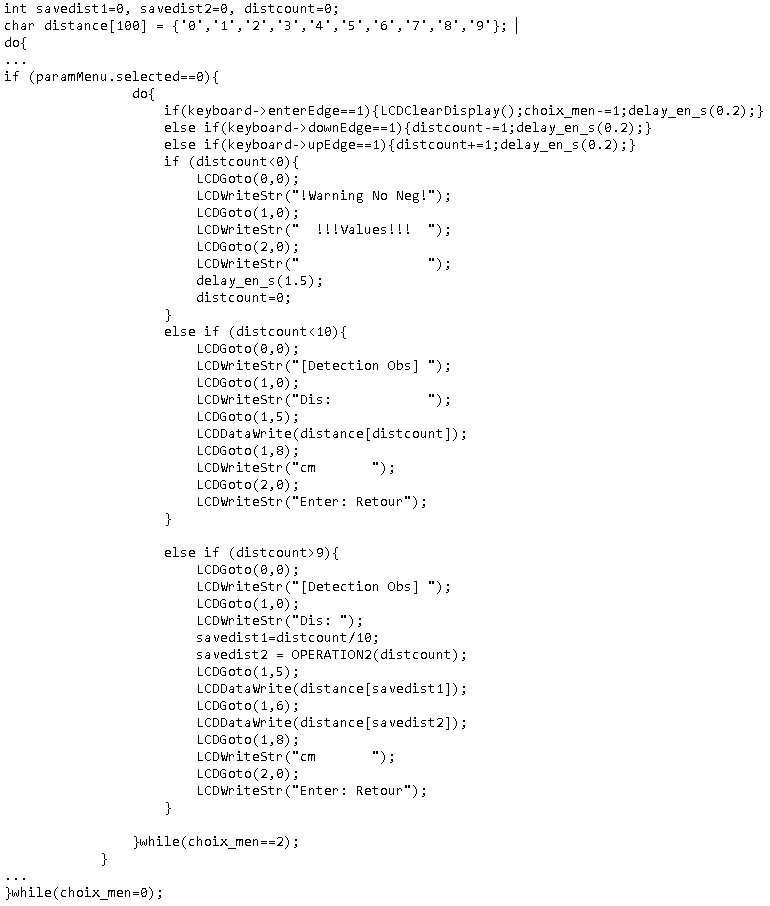 int savedist1=0, savedist2=0, distcount=0;
char distance[100] = {'0','1','2','3','4','5','6','7','8','9'};
do{
...
if (paramMenu.selected==0){
do{
if(keyboard->enterEdge==1){LCDClearDisplay();choix_men-=1;delay_en_s(0.2);}
else if(keyboard->downEdge==1){distcount-=1;delay_en_s(0.2);}
else if(keyboard->upEdge==1){distcount+=1;delay_en_s(0.2);}
if (distcount<0){
LCDGoto(0,0);
LCDWriteStr("!Warning No Neg!");
LCDGoto(1,0);
LCDWriteStr("  !!!Values!!!  ");
LCDGoto(2,0);
LCDWriteStr("                ");
delay_en_s(1.5);
distcount=0;
}
else if (distcount<10){
LCDGoto(0,0);
LCDWriteStr("[Detection Obs] ");
LCDGoto(1,0);
LCDWriteStr("Dis:            ");
LCDGoto(1,5);
LCDDataWrite(distance[distcount]);
LCDGoto(1,8);
LCDWriteStr("cm       ");
LCDGoto(2,0);
LCDWriteStr("Enter: Retour");
}
else if (distcount>9){
LCDGoto(0,0);
LCDWriteStr("[Detection Obs] ");
LCDGoto(1,0);
LCDWriteStr("Dis: ");
savedist1=distcount/10;
savedist2 = OPERATION2(distcount);
LCDGoto(1,5);
LCDDataWrite(distance[savedist1]);
LCDGoto(1,6);
LCDDataWrite(distance[savedist2]);
LCDGoto(1,8);
LCDWriteStr("cm       ");
LCDGoto(2,0);
LCDWriteStr("Enter: Retour");
}
}while(choix_men==2);
}
...
}while(choix_men=0);